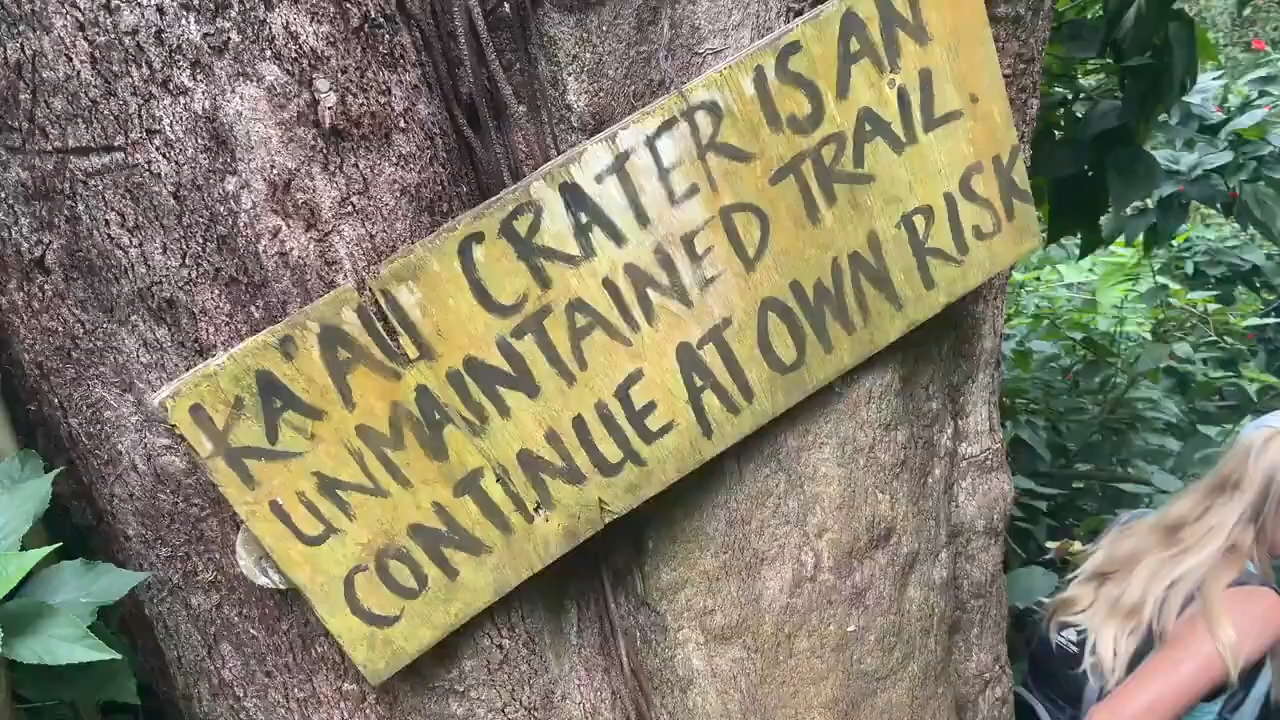 KA'AU CRATER IS AN
UNMAINTAINED TRAIL.
CONTINUE AT OWN RISK